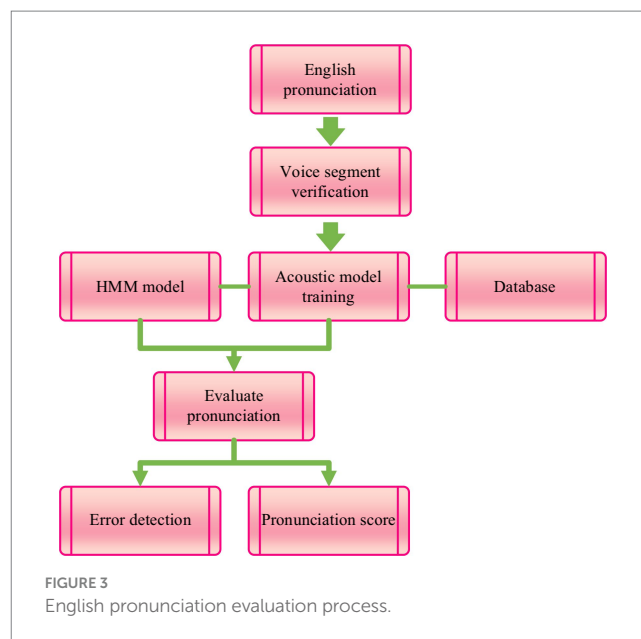 English
pronunciation
Voice segment
verification
HMM model
Acoustic model
training
Database
Evaluate
pronunciation
Error detection
Pronunciation score
FIGURE 3
English pronunciation evaluation process.